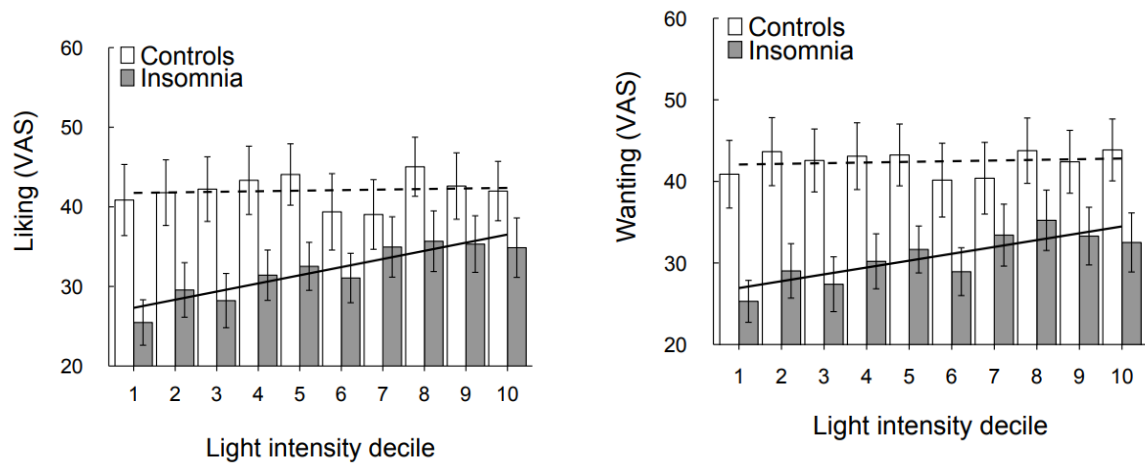 60
50
40
30
20
Liking (VAS)
Controls
Insomnia
1 2 3 4 5 6 7 8 9 10
Light intensity decile
60
50
40
30
20
Wanting (VAS)
Controls
Insomnia
1 2 3 4 5 6 7 8 9 10
Light intensity decile